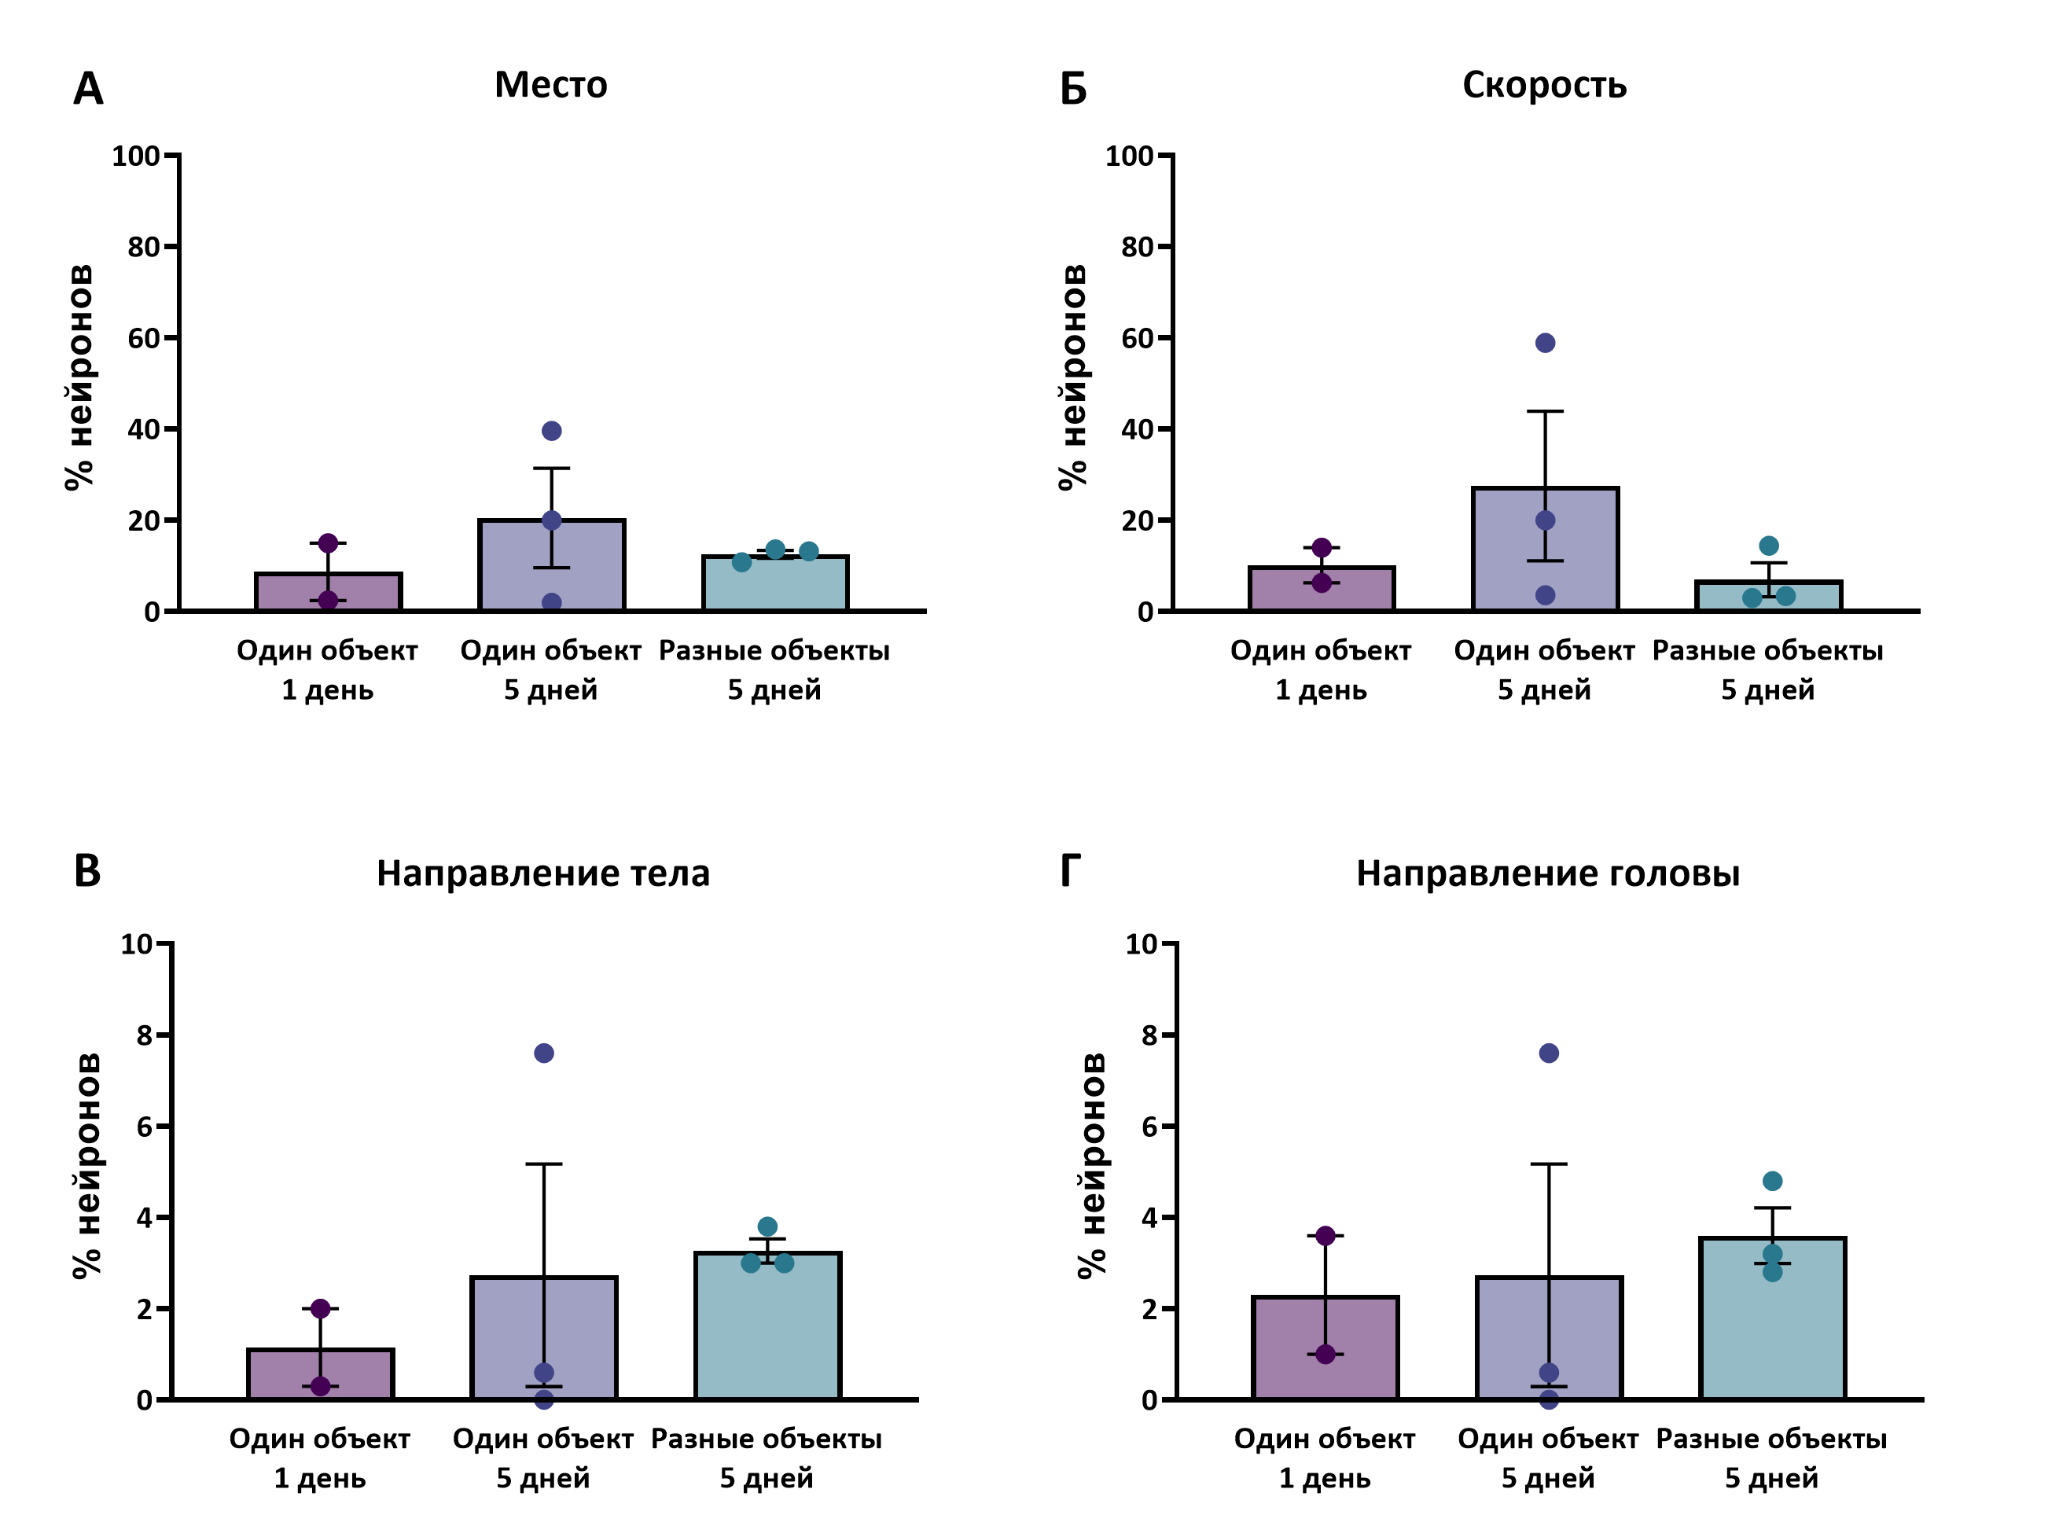 А
Место
% нейронов
100
80
60
40
20
0
Один объект
1 день
Один объект
5 дней
Разные объекты
5 дней
Б
Скорость
% нейронов
100
80
60
40
20
0
Один объект
1 день
Один объект
5 дней
Разные объекты
5 дней
В
Направление тела
% нейронов
10
8
6
4
2
0
Один объект
1 день
Один объект
5 дней
Разные объекты
5 дней
Г
Направление головы
% нейронов
10
8
6
4
2
0
Один объект
1 день
Один объект
5 дней
Разные объекты
5 дней